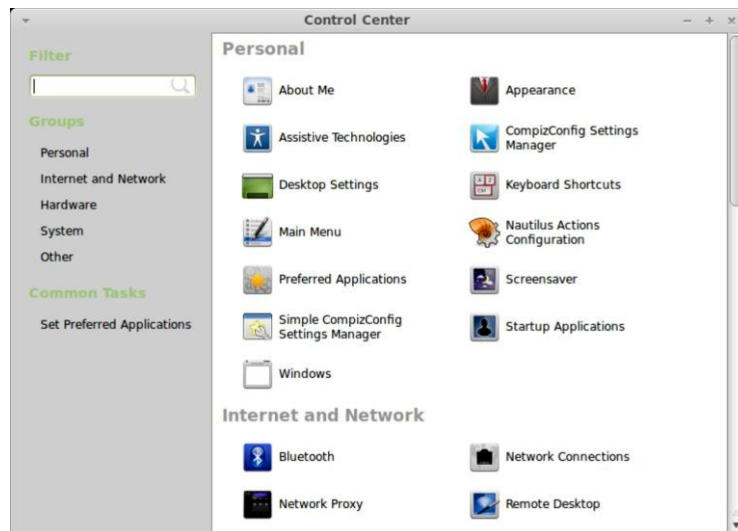 Control Center
Filter
Groups
Personal
Internet and Network
Hardware
System
Other
Common Tasks
Set Preferred Applications
Personal
About Me
Appearance
Assistive Technologies
CompizConfig Settings
Manager
Desktop Settings
Keyboard Shortcuts
Main Menu
Nautilus Actions
Configuration
Preferred Applications
Screensaver
Simple CompizConfig
Settings Manager
Startup Applications
Windows
Internet and Network
Bluetooth
Network Connections
Network Proxy
Remote Desktop